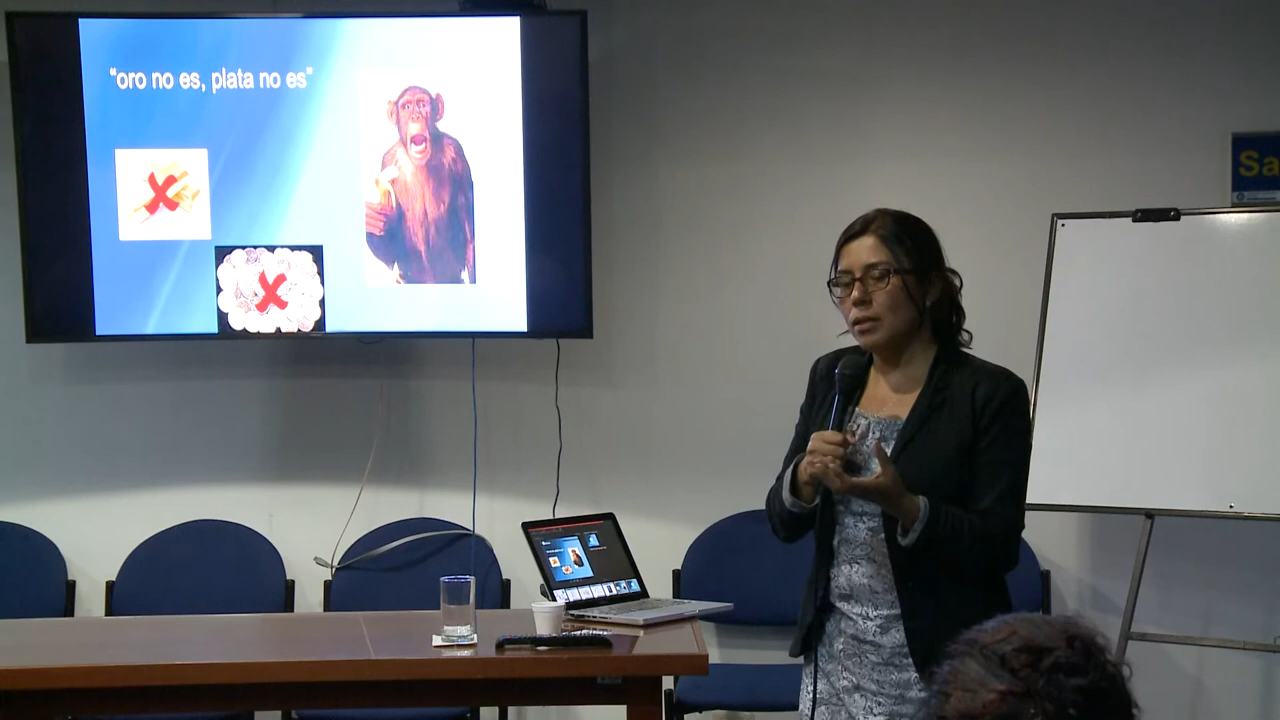 “oro no es, plata no es”
Sa